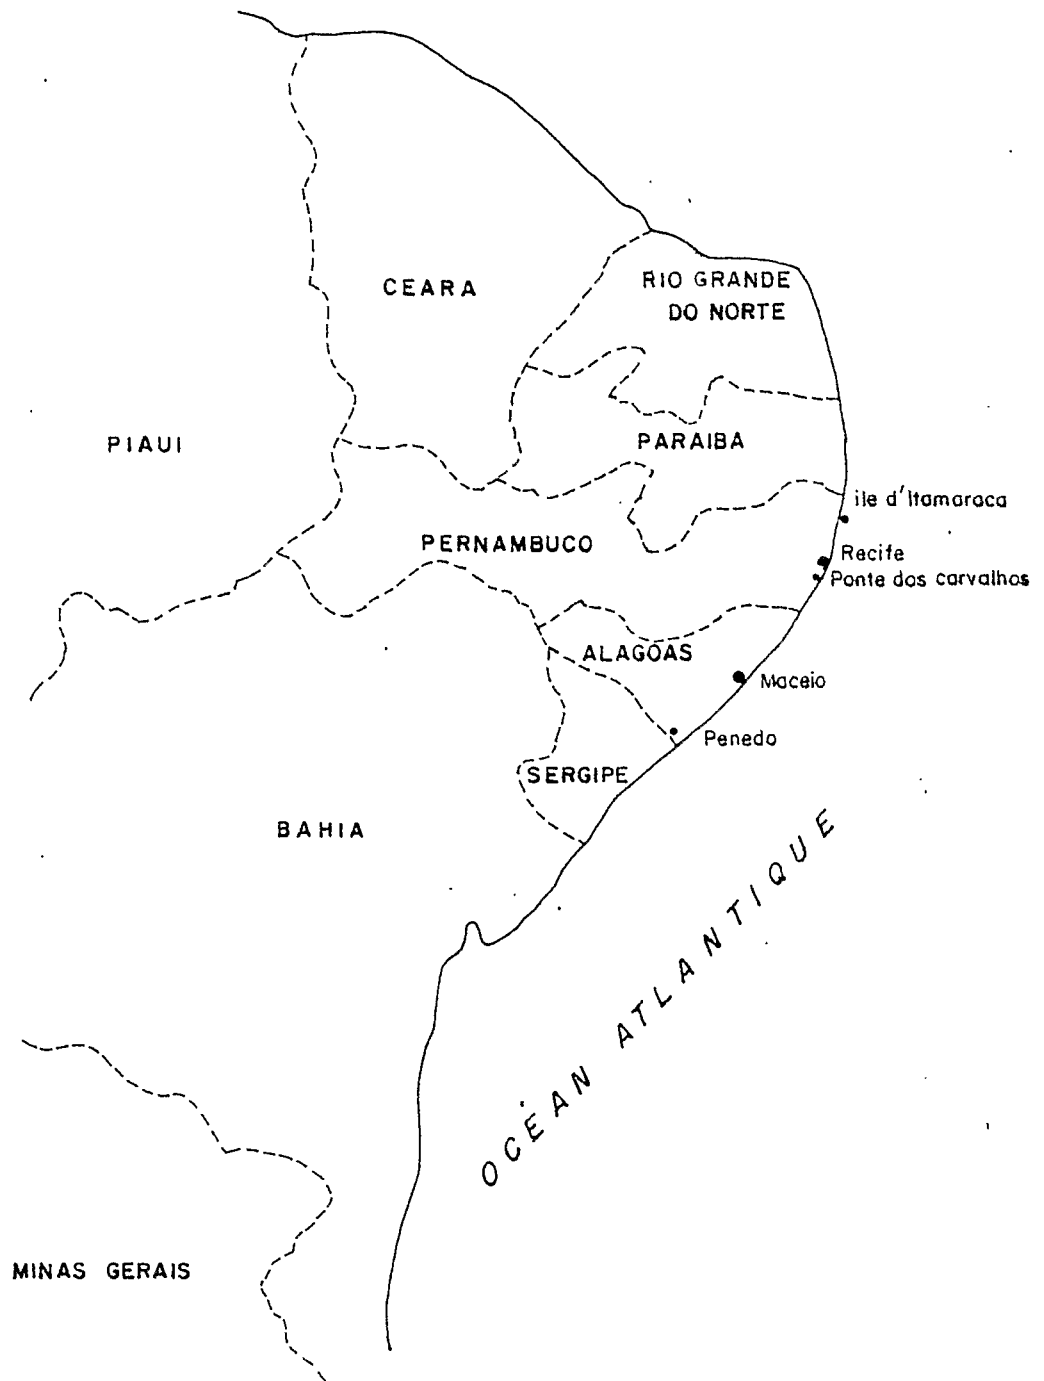 CEARA
RIO GRANDE
DO NORTE
PIAUI
PARAIBA
ile d'Itamaraca
PERNAMBUCO
Recife
Ponte dos carvalhos
ALAGOAS
Maceio
Penedo
SERGIPE
BAHIA
OCÉAN ATLANTIQUE
MINAS GERAIS